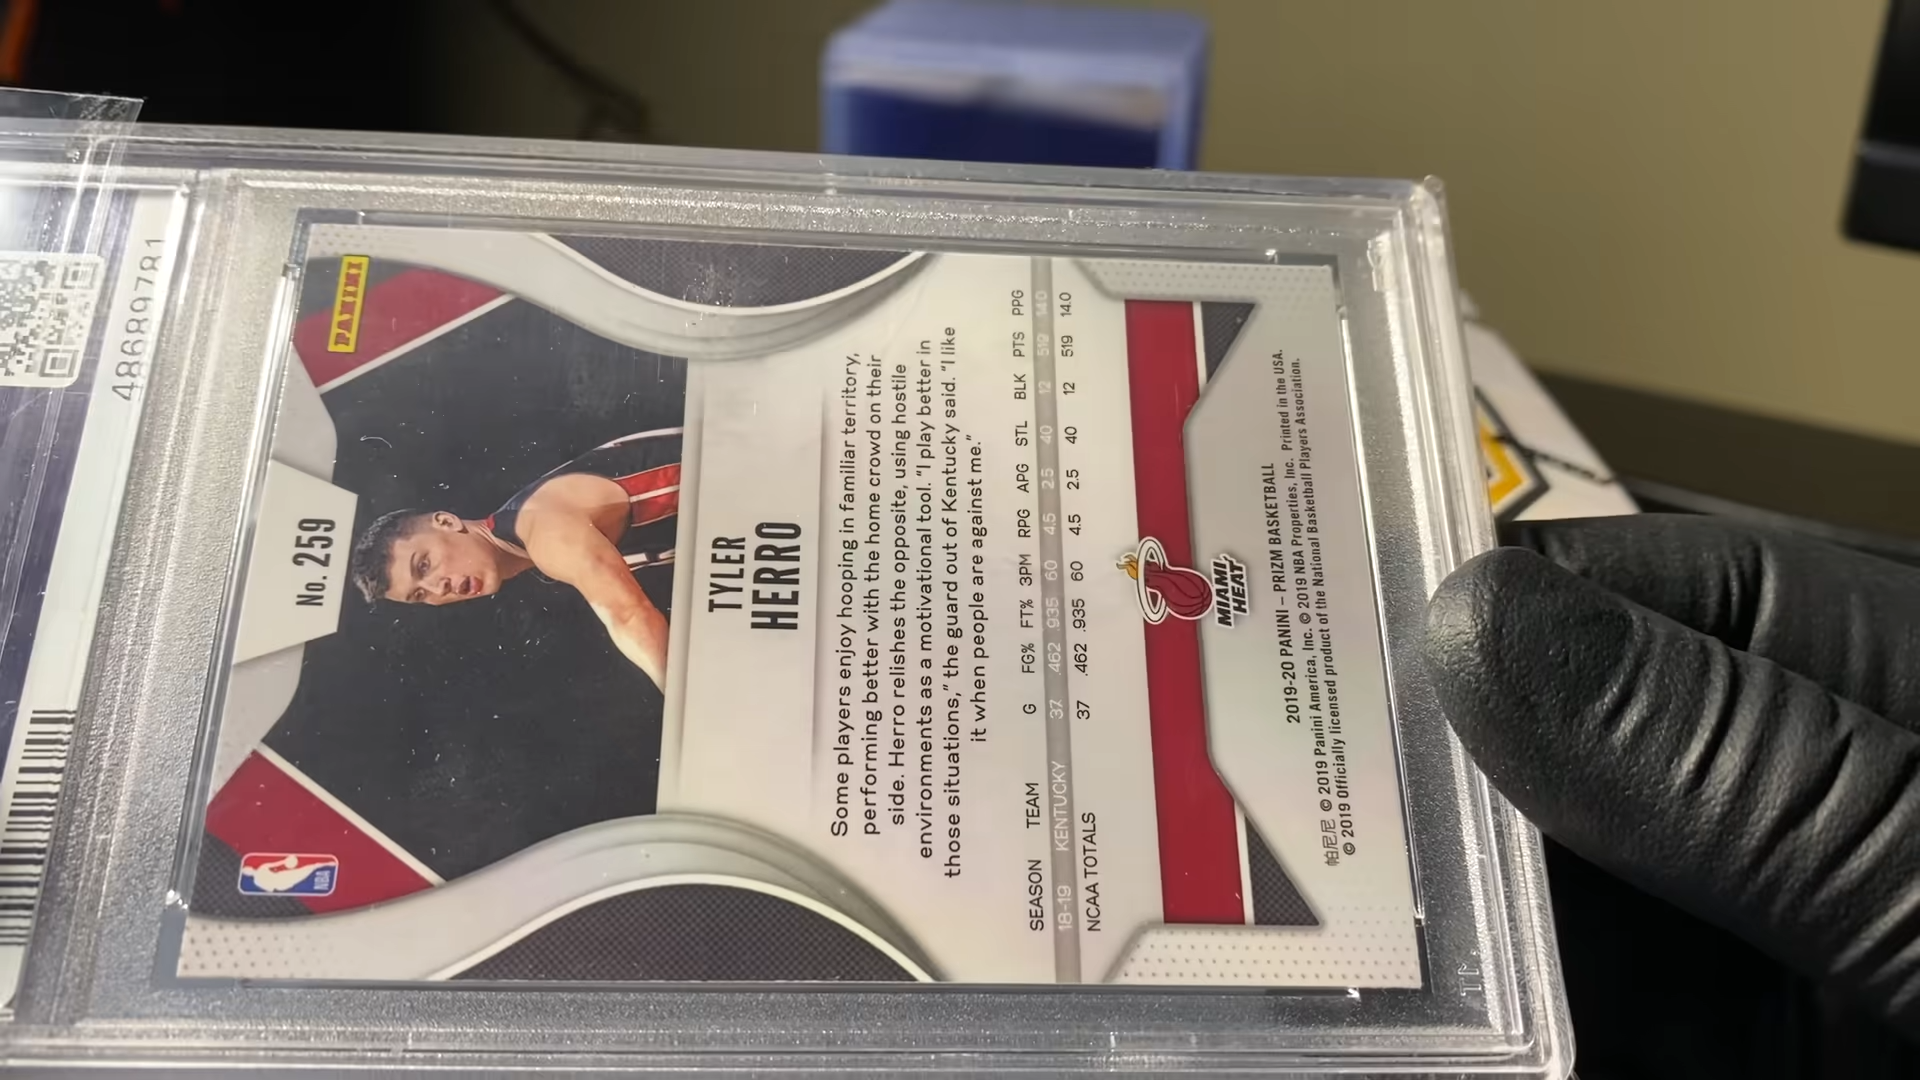 48689781
PANINI
No. 259
NBA
TYLER
HERRO
Some players enjoy hooping in familiar territory,
performing better with the home crowd on their
side. Herro relishes the opposite, using hostile
environments as a motivational tool. “I play better in
those situations,” the guard out of Kentucky said. “I like
it when people are against me.”
SEASON TEAM G FG% FT% 3PM RPG APG STL BLK PTS PPG
18-19 KENTUCKY 37 .462 .935 60 4.5 2.5 40 12 519 14.0
NCAA TOTALS 37 .462 .935 60 4.5 2.5 40 12 519 14.0
MIAMI
HEAT
2019-20 PANINI – PRIZM BASKETBALL
帕尼尼 © 2019 Panini America, Inc. © 2019 NBA Properties, Inc. Printed in the USA.
© 2019 Officially licensed product of the National Basketball Players Association.